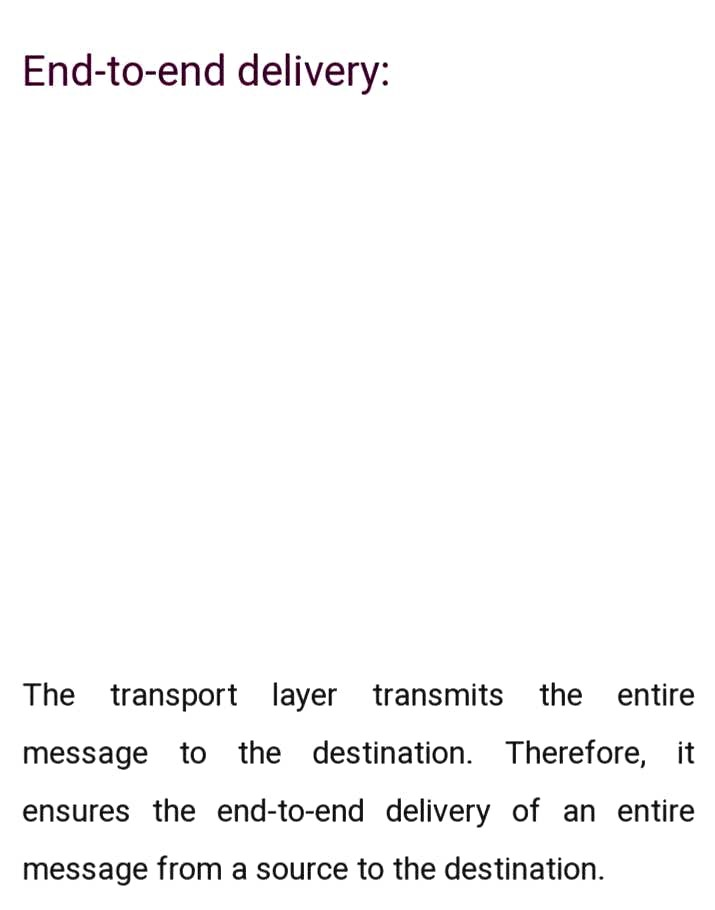 End-to-end delivery:
The transport layer transmits the entire
message to the destination. Therefore, it
ensures the end-to-end delivery of an entire
message from a source to the destination.